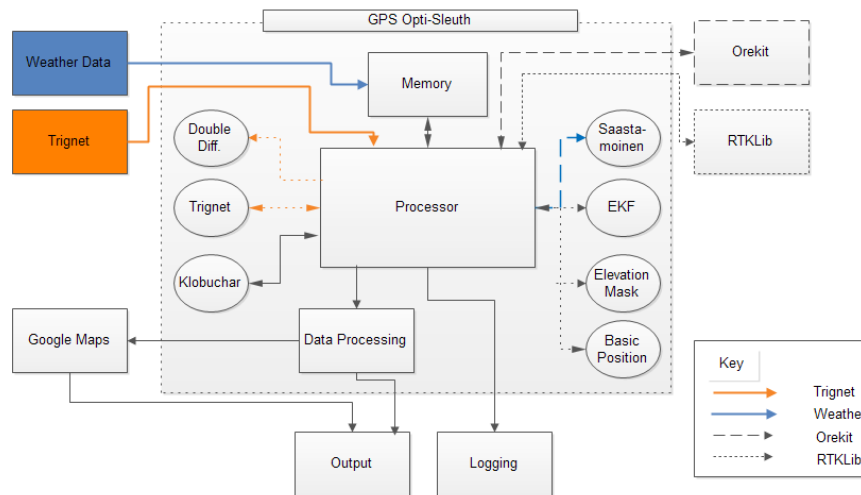 GPS Opti-Sleuth
Weather Data
Memory
Orekit
Trignet
Double
Diff.
Saasta-
moinen
RTKLib
Trignet
Processor
EKF
Klobuchar
Elevation
Mask
Google Maps
Data Processing
Basic
Position
Key
Trignet
Weather
Orekit
RTKLib
Output
Logging